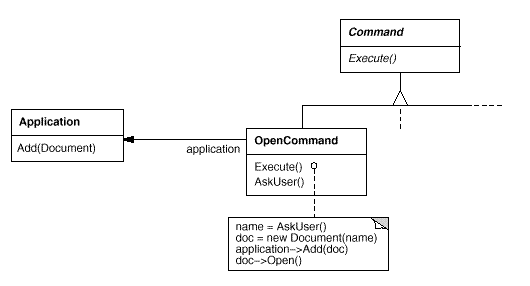 Command
Execute()
Application
Add(Document)
application
OpenCommand
Execute()
AskUser()
name = AskUser()
doc = new Document(name)
application->Add(doc)
doc->Open()